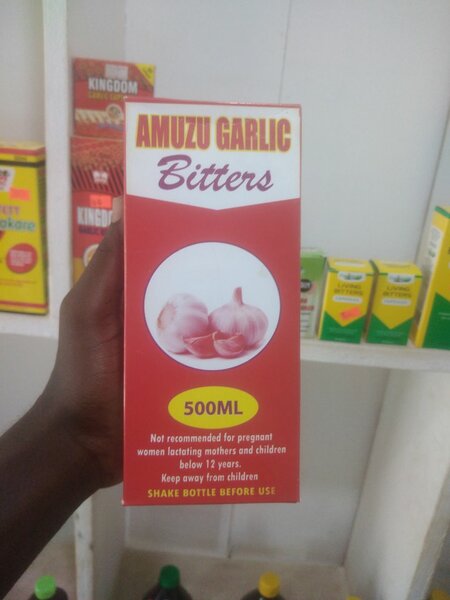 AMUZU GARLIC
Bitters
500ML
Not recommended for pregnant
women lactating mothers and children
below 12 years.
Keep away from children
SHAKE BOTTLE BEFORE USE
KINGDOM
KINGDO
LIVING
BITTERS
LIVING
BITTERS